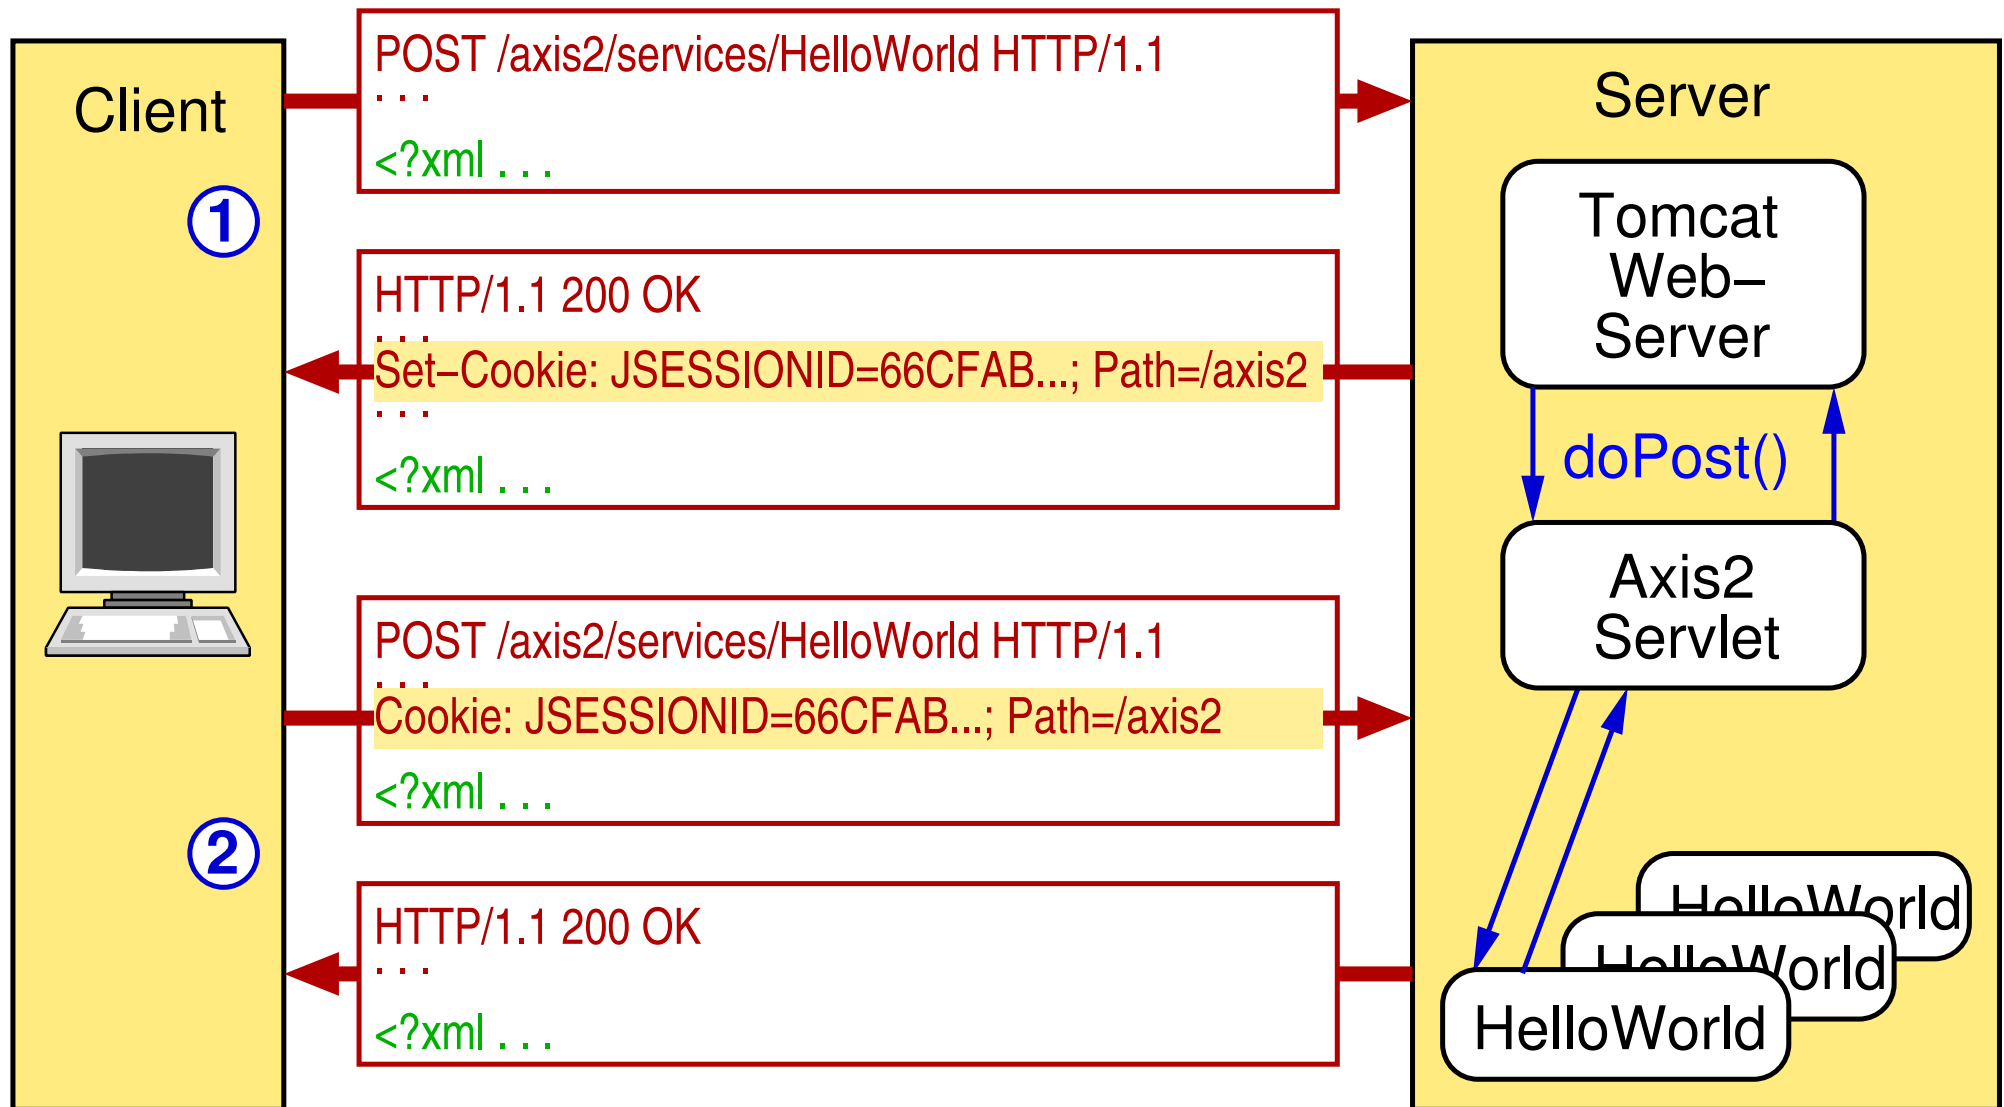 Client
①
②
POST /axis2/services/HelloWorld HTTP/1.1
. . .
<?xml . . .
HTTP/1.1 200 OK
. . .
Set–Cookie: JSESSIONID=66CFAB...; Path=/axis2
. . .
<?xml . . .
POST /axis2/services/HelloWorld HTTP/1.1
. . .
Cookie: JSESSIONID=66CFAB...; Path=/axis2
<?xml . . .
HTTP/1.1 200 OK
. . .
<?xml . . .
Server
Tomcat
Web–
Server
doPost()
Axis2
Servlet
HelloWorld
HelloWorld
HelloWorld